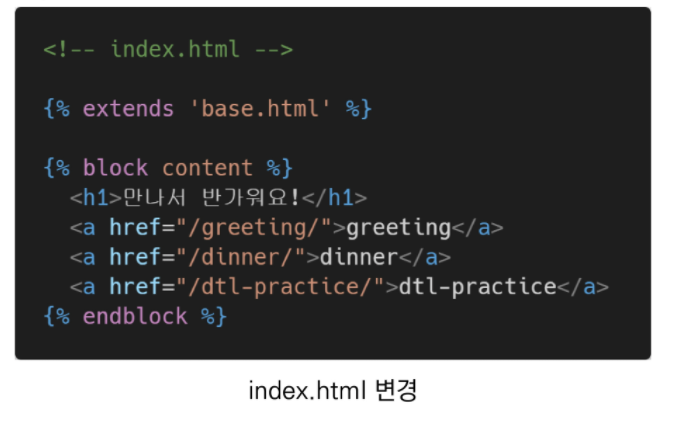 <!-- index.html -->
{% extends 'base.html' %}
{% block content %}
<h1>만나서 반가워요!</h1>
<a href="/greeting/">greeting</a>
<a href="/dinner/">dinner</a>
<a href="/dtl-practice/">dtl-practice</a>
{% endblock %}
index.html 변경